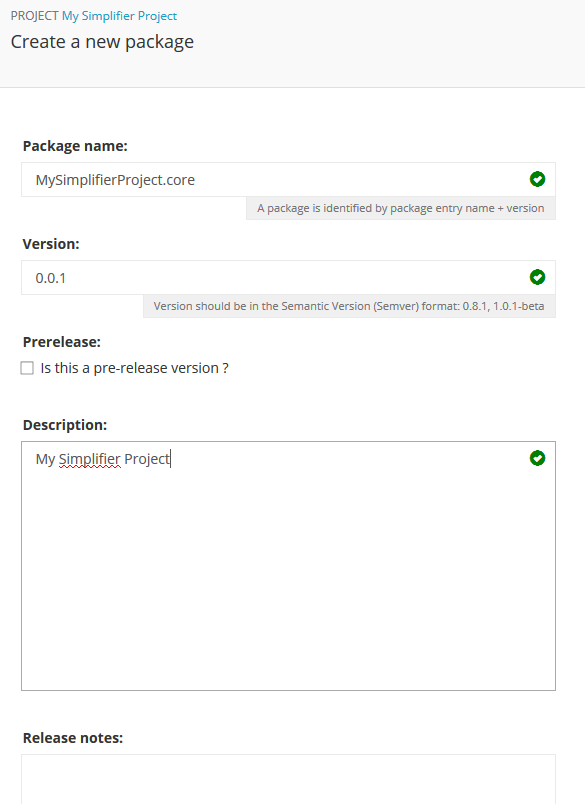 PROJECT My Simplifier Project
Create a new package
Package name:
MySimplifierProject.core
A package is identified by package entry name + version
Version:
0.0.1
Version should be in the Semantic Version (Semver) format: 0.8.1, 1.0.1-beta
Prerelease:
Is this a pre-release version ?
Description:
My Simplifier Project
Release notes: